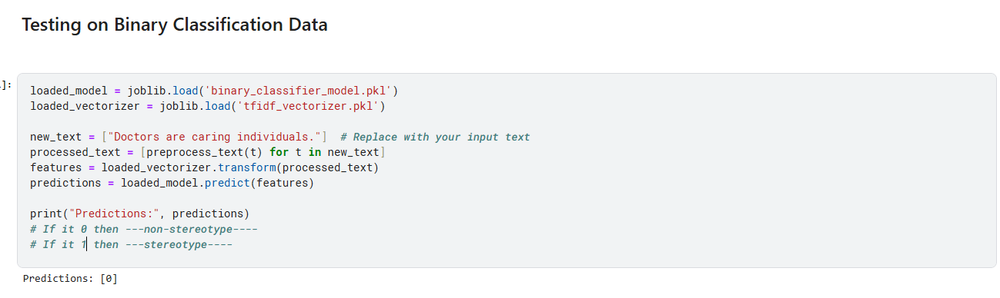 Testing on Binary Classification Data
]:
loaded_model = joblib.load('binary_classifier_model.pkl')
loaded_vectorizer = joblib.load('tfidf_vectorizer.pkl')
new_text = ["Doctors are caring individuals."]  # Replace with your input text
processed_text = [preprocess_text(t) for t in new_text]
features = loaded_vectorizer.transform(processed_text)
predictions = loaded_model.predict(features)
print("Predictions:", predictions)
# If it 0 then ---non-stereotype----
# If it 1 then ---stereotype----
Predictions: [0]